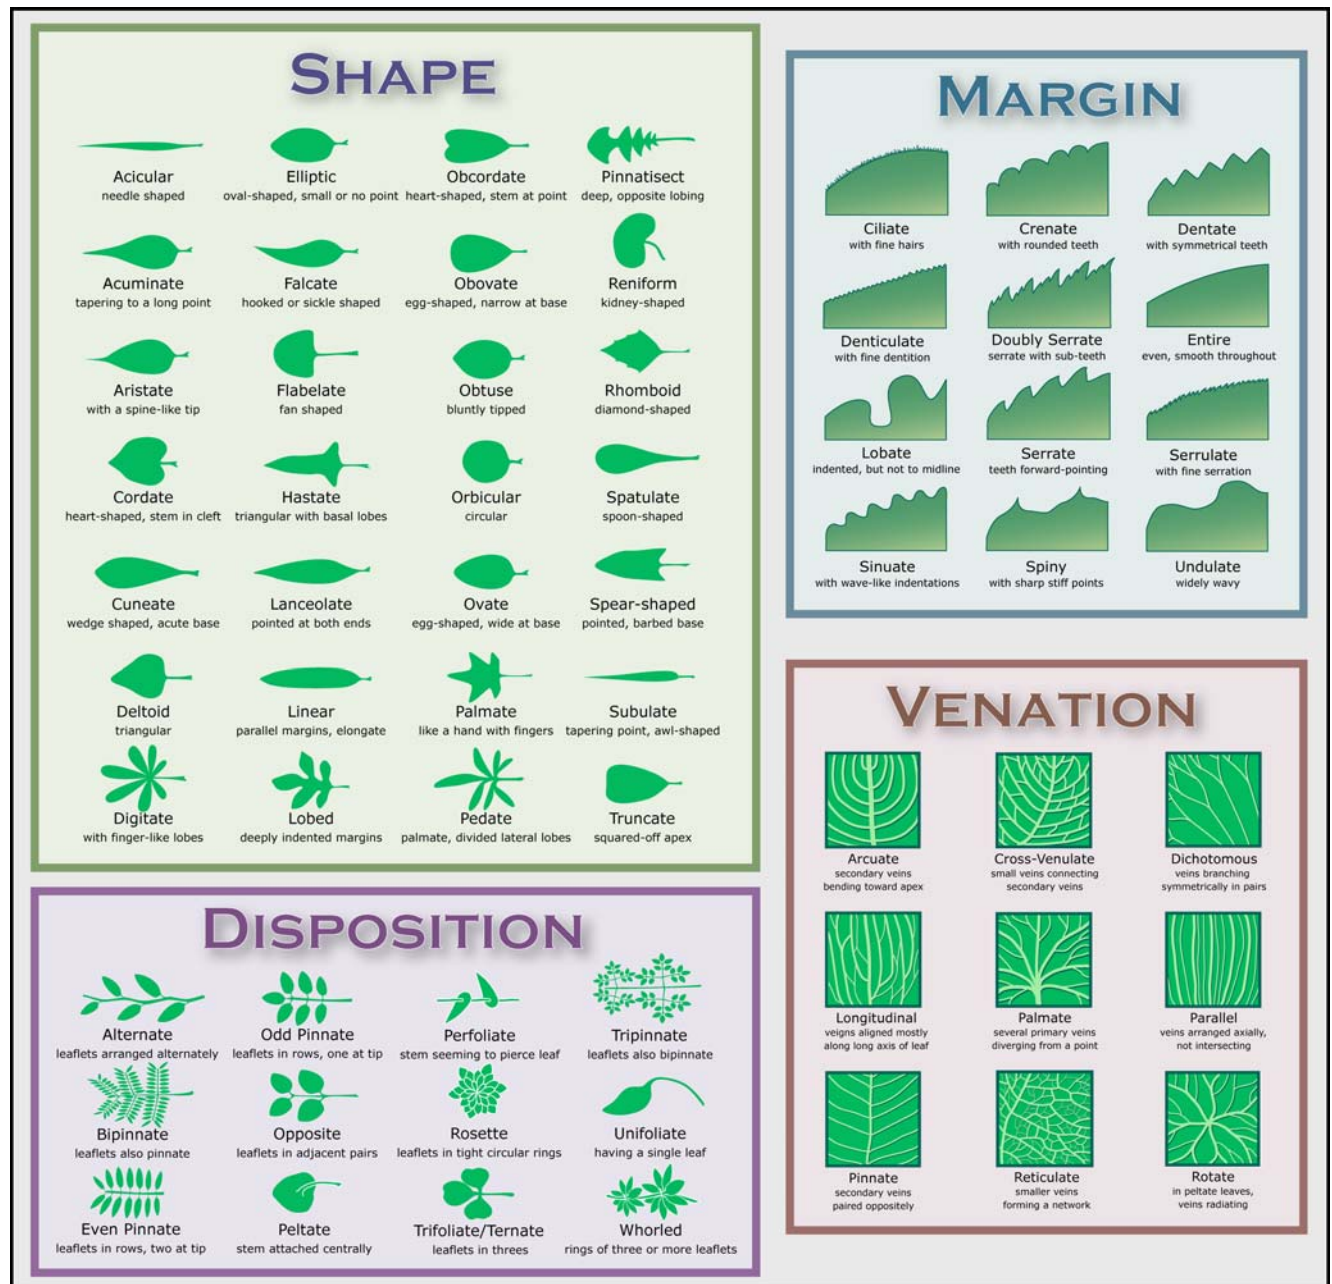 SHAPE
Acicular
needle shaped
Elliptic
oval-shaped, small or no point
Obcordate
heart-shaped, stem at point
Pinnatisect
deep, opposite lobing
Acuminate
tapering to a long point
Falcate
hooked or sickle shaped
Obovate
egg-shaped, narrow at base
Reniform
kidney-shaped
Aristate
with a spine-like tip
Flabelate
fan shaped
Obtuse
bluntly tipped
Rhomboid
diamond-shaped
Cordate
heart-shaped, stem in cleft
Hastate
triangular with basal lobes
Orbicular
circular
Spatulate
spoon-shaped
Cuneate
wedge shaped, acute base
Lanceolate
pointed at both ends
Ovate
egg-shaped, wide at base
Spear-shaped
pointed, barbed base
Deltoid
triangular
Linear
parallel margins, elongate
Palmate
like a hand with fingers
Subulate
tapering point, awl-shaped
Digitate
with finger-like lobes
Lobed
deeply indented margins
Pedate
palmate, divided lateral lobes
Truncate
squared-off apex
MARGIN
Ciliate
with fine hairs
Crenate
with rounded teeth
Dentate
with symmetrical teeth
Denticulate
with fine dentition
Doubly Serrate
serrate with sub-teeth
Entire
even, smooth throughout
Lobate
indented, but not to midline
Serrate
teeth forward-pointing
Serrulate
with fine serration
Sinuate
with wave-like indentations
Spiny
with sharp stiff points
Undulate
widely wavy
DISPOSITION
Alternate
leaflets arranged alternately
Odd Pinnate
leaflets in rows, one at tip
Perfoliate
stem seeming to pierce leaf
Tripinnate
leaflets also bipinnate
Bipinnate
leaflets also pinnate
Opposite
leaflets in adjacent pairs
Rosette
leaflets in tight circular rings
Unifoliate
having a single leaf
Even Pinnate
leaflets in rows, two at tip
Peltate
stem attached centrally
Trifoliate/Ternate
leaflets in threes
Whorled
rings of three or more leaflets
VENATION
Arcuate
secondary veins
bending toward apex
Cross-Venulate
small veins connecting
secondary veins
Dichotomous
veins branching
symmetrically in pairs
Longitudinal
veigns aligned mostly
along long axis of leaf
Palmate
several primary veins
diverging from a point
Parallel
veins arranged axially,
not intersecting
Pinnate
secondary veins
paired oppositely
Reticulate
smaller veins
forming a network
Rotate
in peltate leaves,
veins radiating